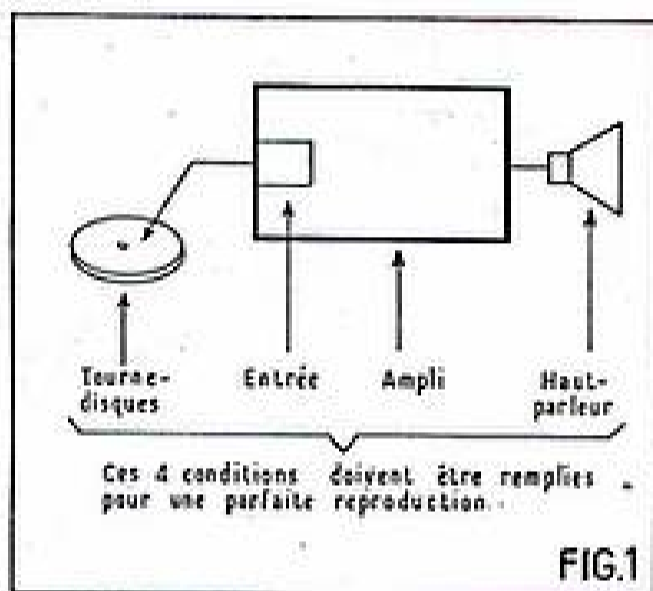 Tourne-
disques
Entrée
Ampli
Haut-
parleur
Ces 4 conditions doivent être remplies
pour une parfaite reproduction.
FIG.1